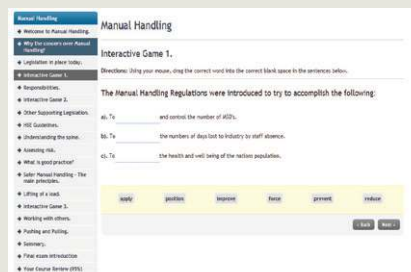 Manual Handling
Welcome to Manual Handling.
Why the concern over Manual
Handling?
Legislation in place today.
Interactive Game 1.
Responsibilities.
Interactive Game 2.
Other Supporting Legislation.
HSE Guidelines.
Understanding the spine.
Assessing risk.
What is good practice?
Safer Manual Handling - The
main principles.
Lifting of a load.
Interactive Game 3.
Working with others.
Pushing and Pulling.
Summary.
Final exam introduction
Your Course Review (95%)
Manual Handling
Interactive Game 1.
Directions: Using your mouse, drag the correct word into the correct blank space in the sentences below.
The Manual Handling Regulations were introduced to try to accomplish the following:
a). To and control the number of MSD's.
b). To the numbers of days lost to industry by staff absence.
c). To the health and well being of the nations population.
apply position improve force prevent reduce
‹ Back Next ›